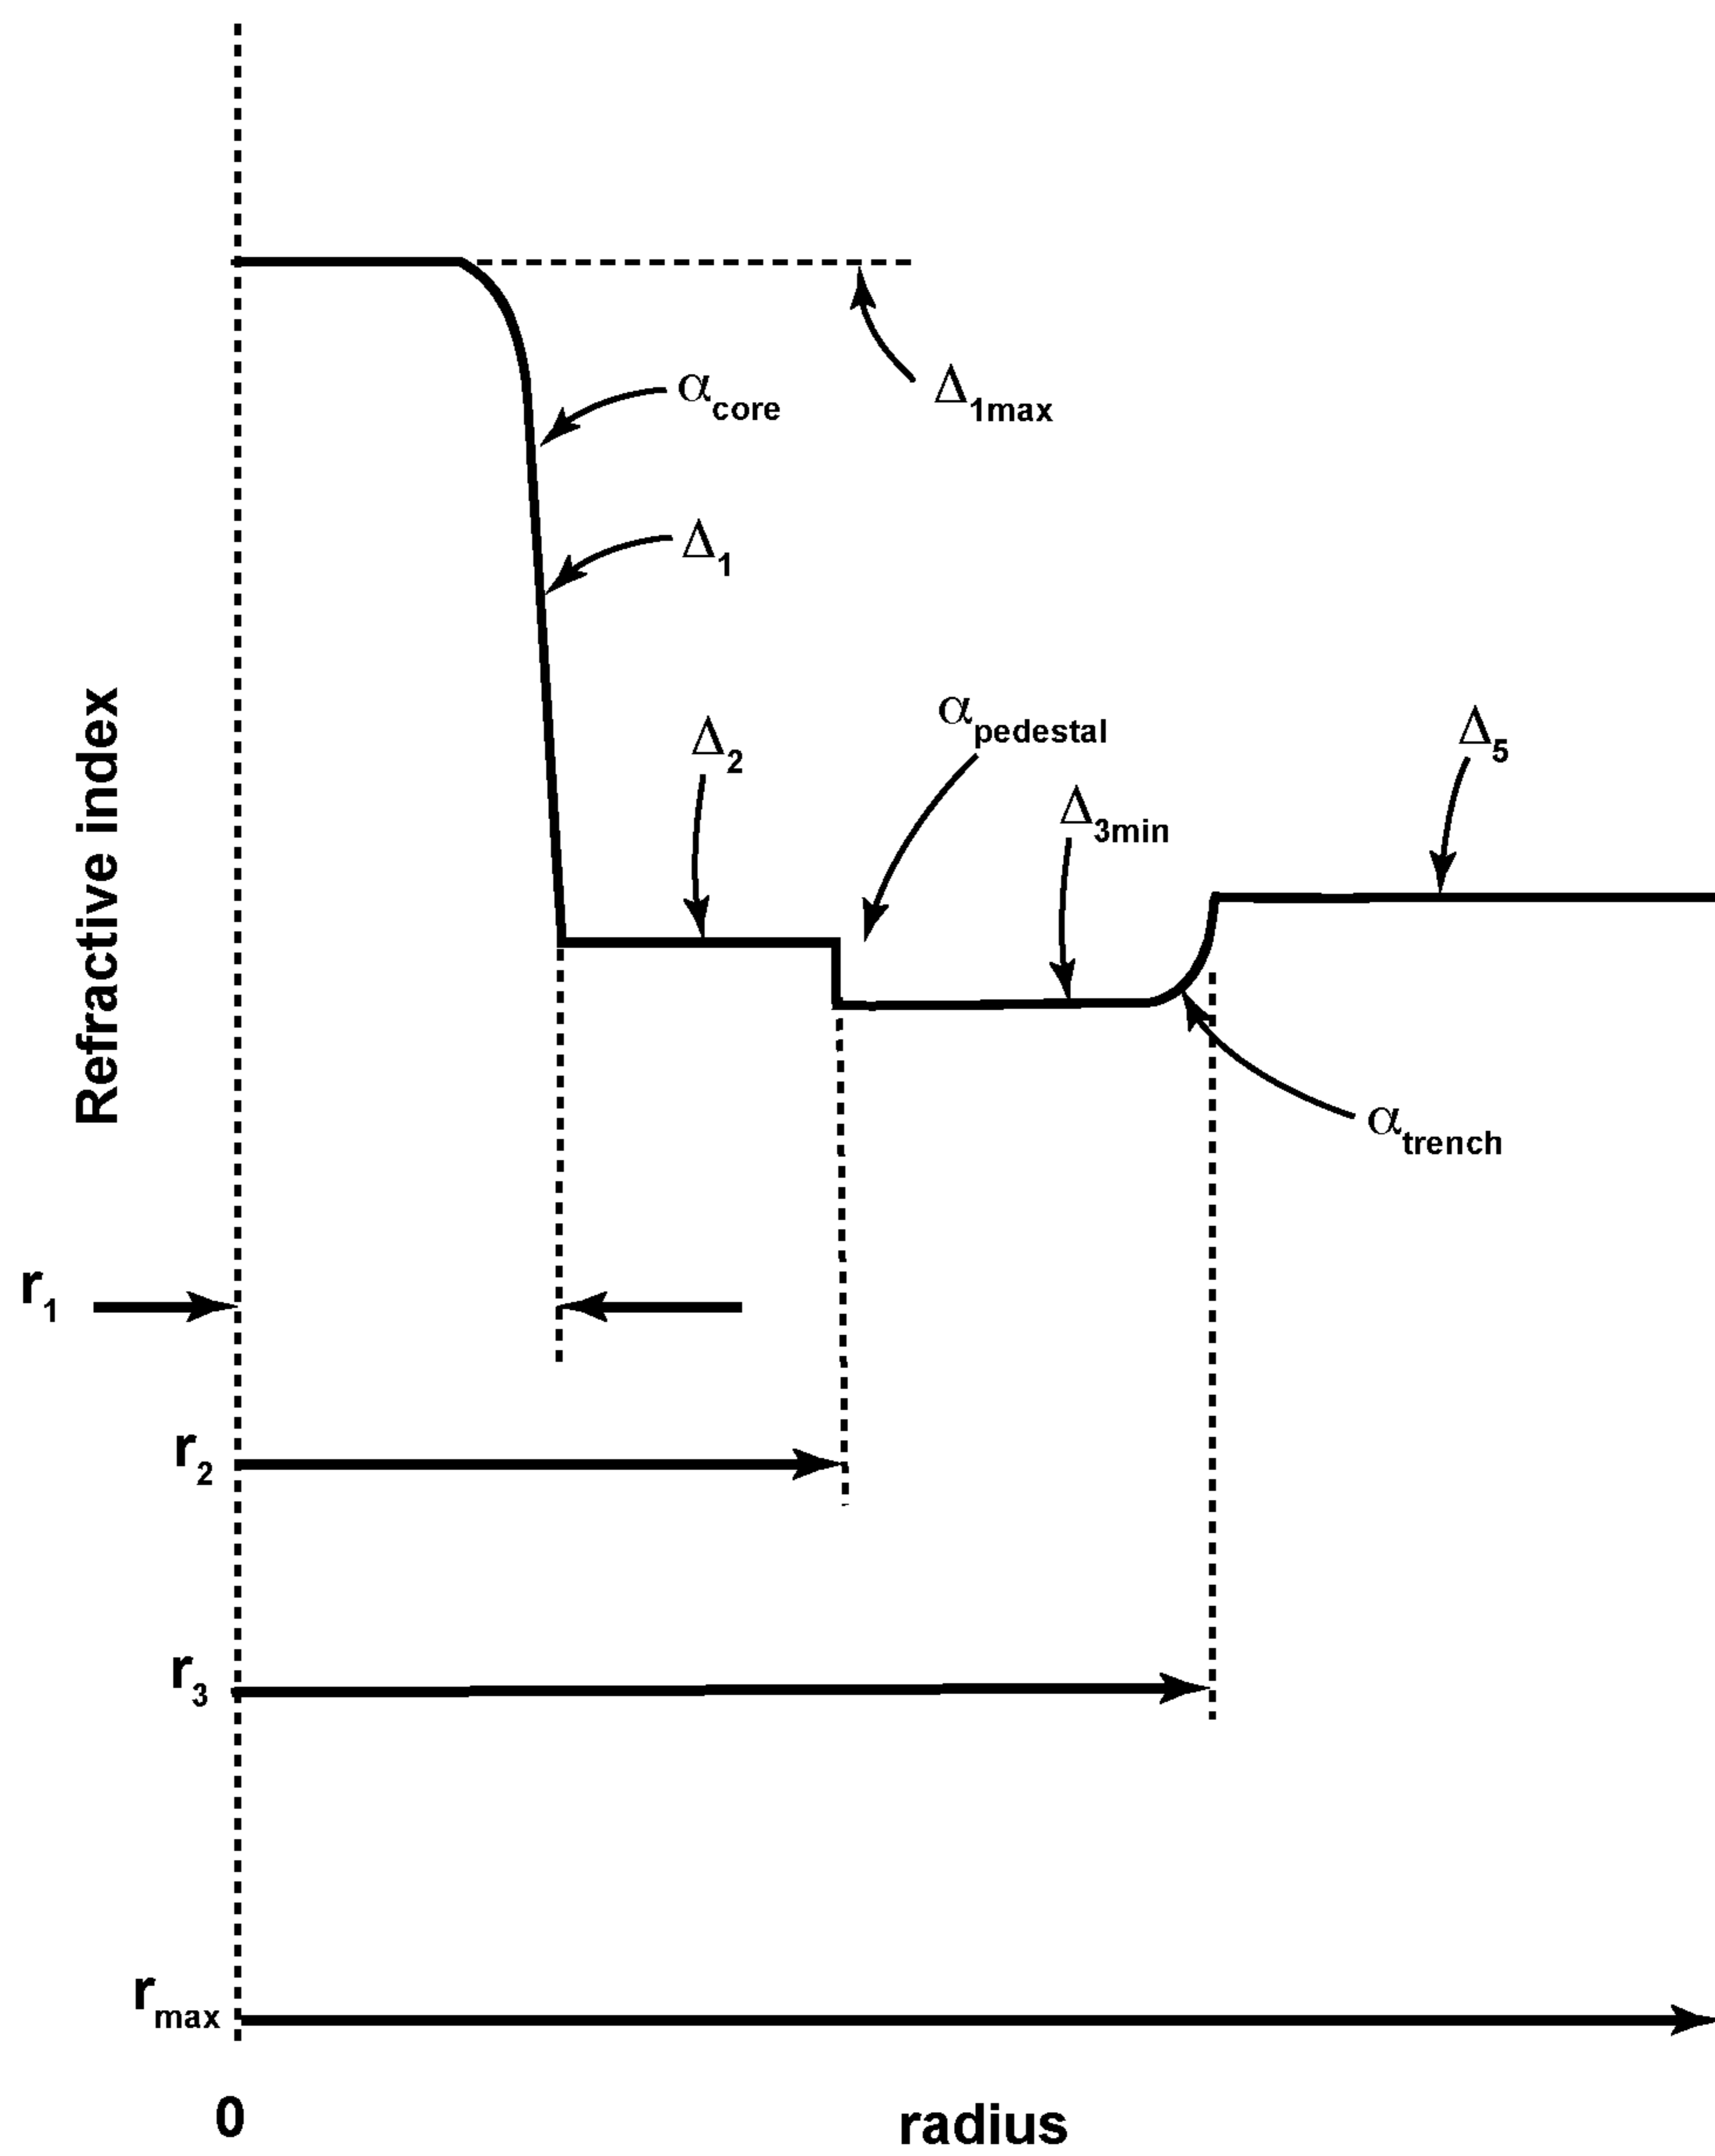 α_core
Δ_1max
Δ_1
α_pedestal
Δ_2
Δ_5
Δ_3min
Refractive index
α_trench
r_1
r_2
r_3
r_max
0
radius